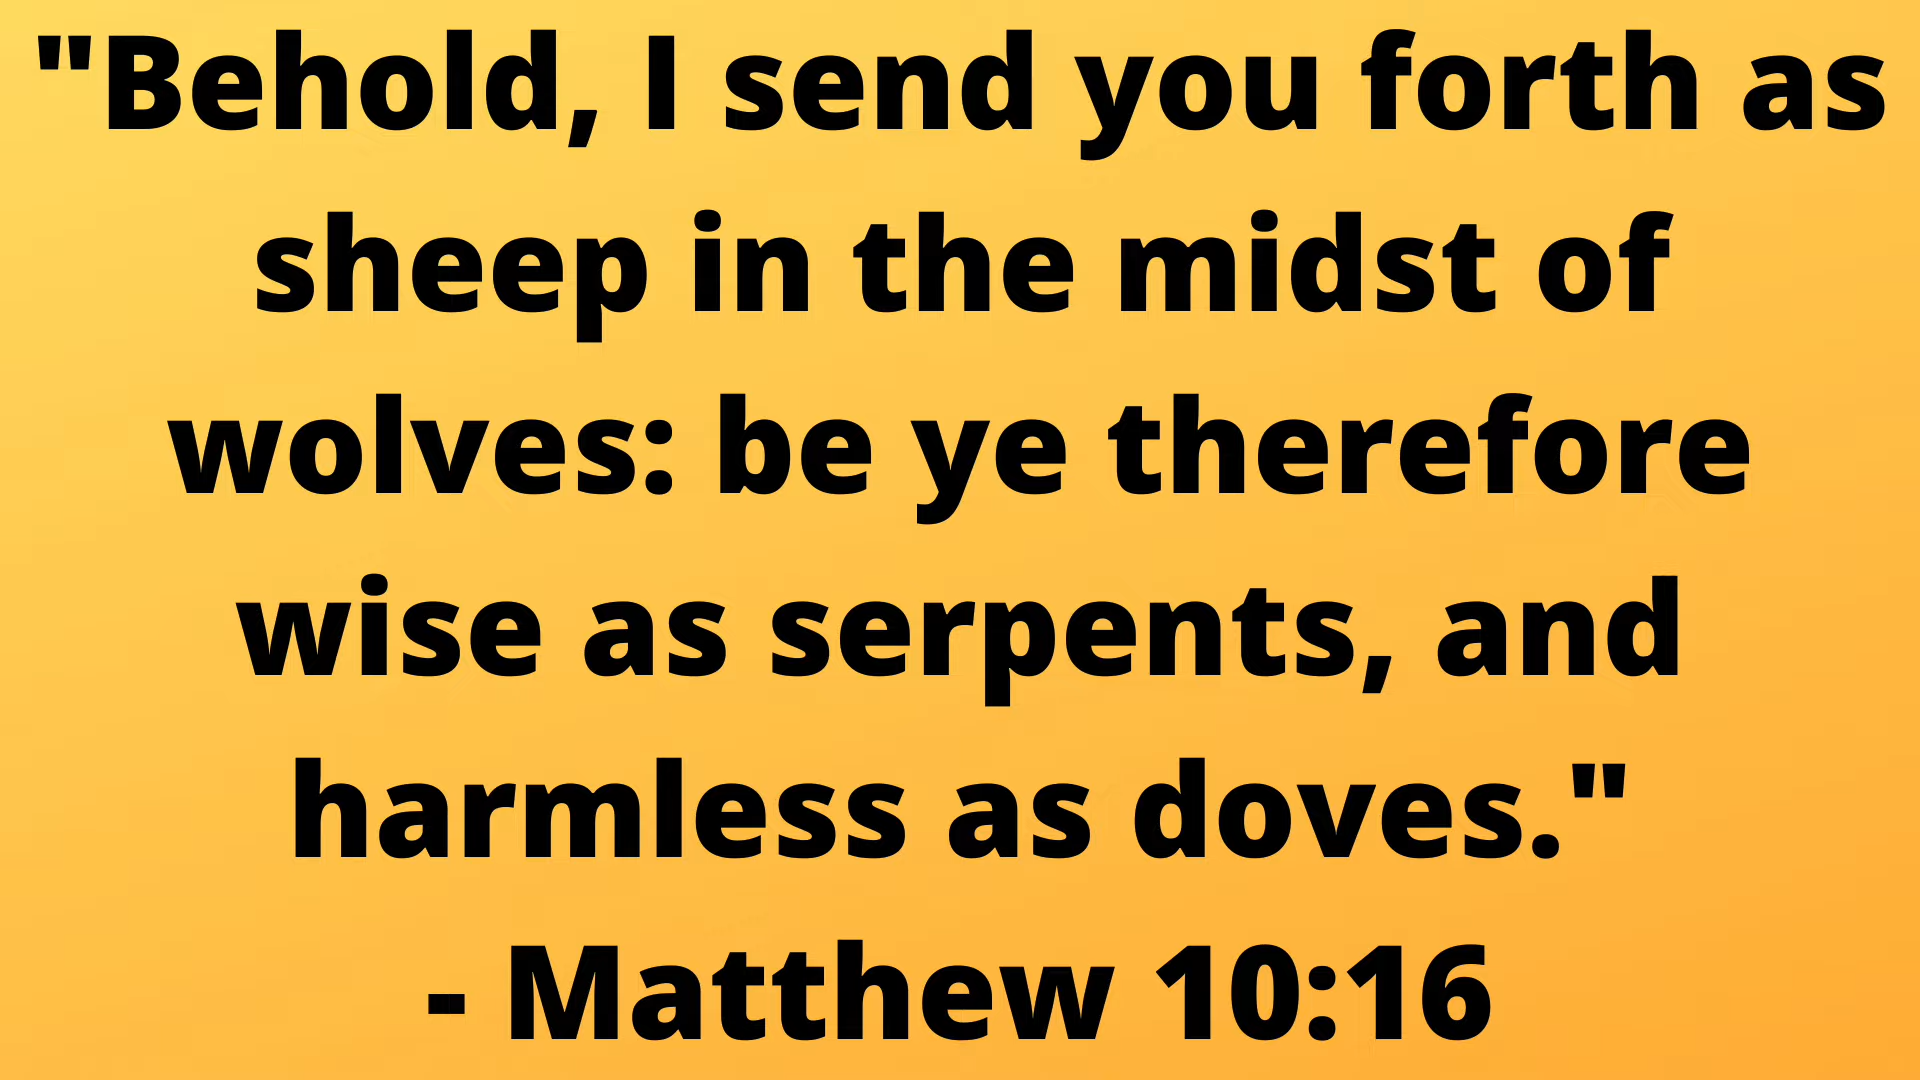 "Behold, I send you forth as
sheep in the midst of
wolves: be ye therefore
wise as serpents, and
harmless as doves."
- Matthew 10:16